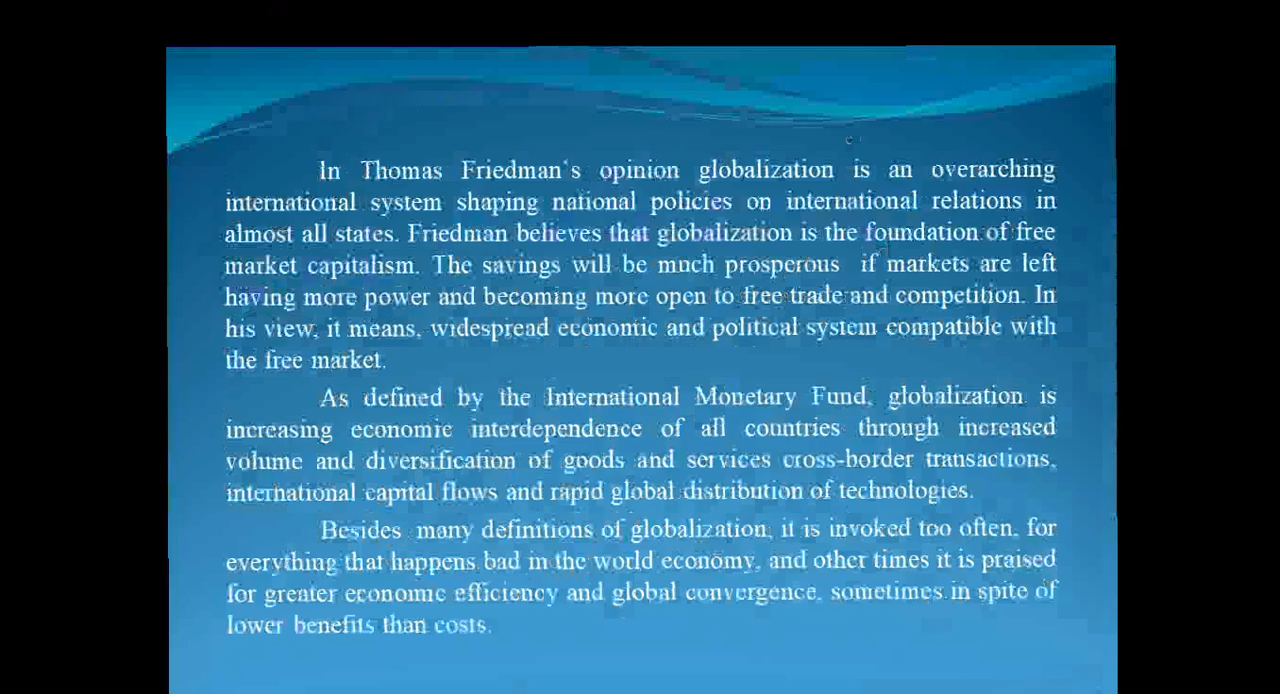 In Thomas Friedman`s opinion globalization is an overarching
international system shaping national policies on international relations in
almost all states. Friedman believes that globalization is the foundation of free
market capitalism. The savings will be much prosperous if markets are left
having more power and becoming more open to free trade and competition. In
his view, it means, widespread economic and political system compatible with
the free market.
As defined by the International Monetary Fund, globalization is
increasing economic interdependence of all countries through increased
volume and diversification of goods and services cross-border transactions,
international capital flows and rapid global distribution of technologies.
Besides many definitions of globalization, it is invoked too often, for
everything that happens bad in the world economy, and other times it is praised
for greater economic efficiency and global convergence, sometimes in spite of
lower benefits than costs.